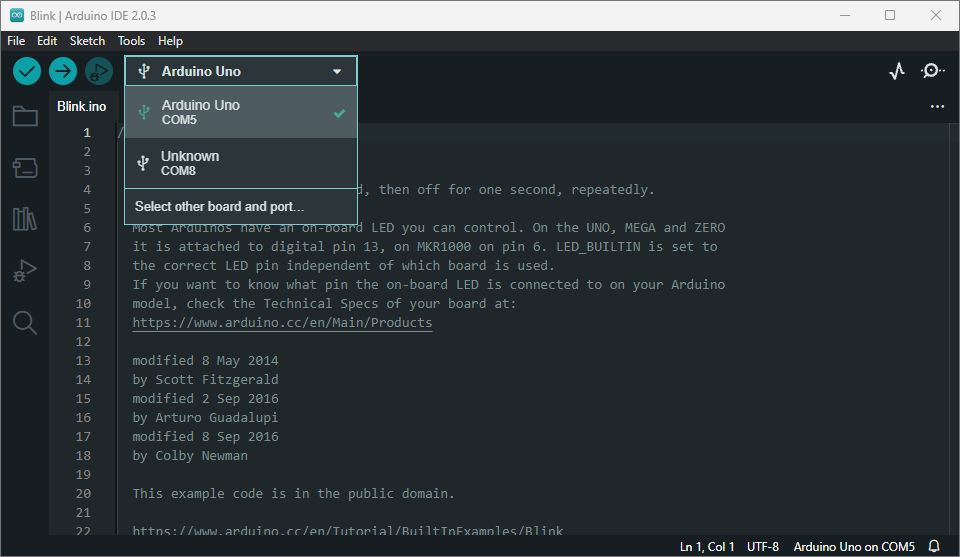 Blink | Arduino IDE 2.0.3
File Edit Sketch Tools Help
Arduino Uno
Arduino Uno
COM5
Unknown
COM8
Select other board and port...
Blink.ino
1 /
2
3
4 d, then off for one second, repeatedly.
5
6 Most Arduinos have an on-board LED you can control. On the UNO, MEGA and ZERO
7 it is attached to digital pin 13, on MKR1000 on pin 6. LED_BUILTIN is set to
8 the correct LED pin independent of which board is used.
9 If you want to know what pin the on-board LED is connected to on your Arduino
10 model, check the Technical Specs of your board at:
11 https://www.arduino.cc/en/Main/Products
12
13 modified 8 May 2014
14 by Scott Fitzgerald
15 modified 2 Sep 2016
16 by Arturo Guadalupi
17 modified 8 Sep 2016
18 by Colby Newman
19
20 This example code is in the public domain.
21
22 https://www.arduino.cc/en/Tutorial/BuiltInExamples/Blink
Ln 1, Col 1 UTF-8 Arduino Uno on COM5